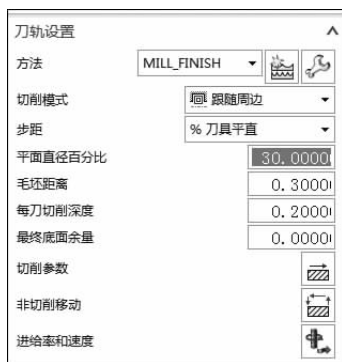 刀轨设置
方法 MILL_FINISH
切削模式 跟随周边
步距 % 刀具平直
平面直径百分比 30.0000
毛坯距离 0.3000
每刀切削深度 0.2000
最终底面余量 0.0000
切削参数
非切削移动
进给率和速度